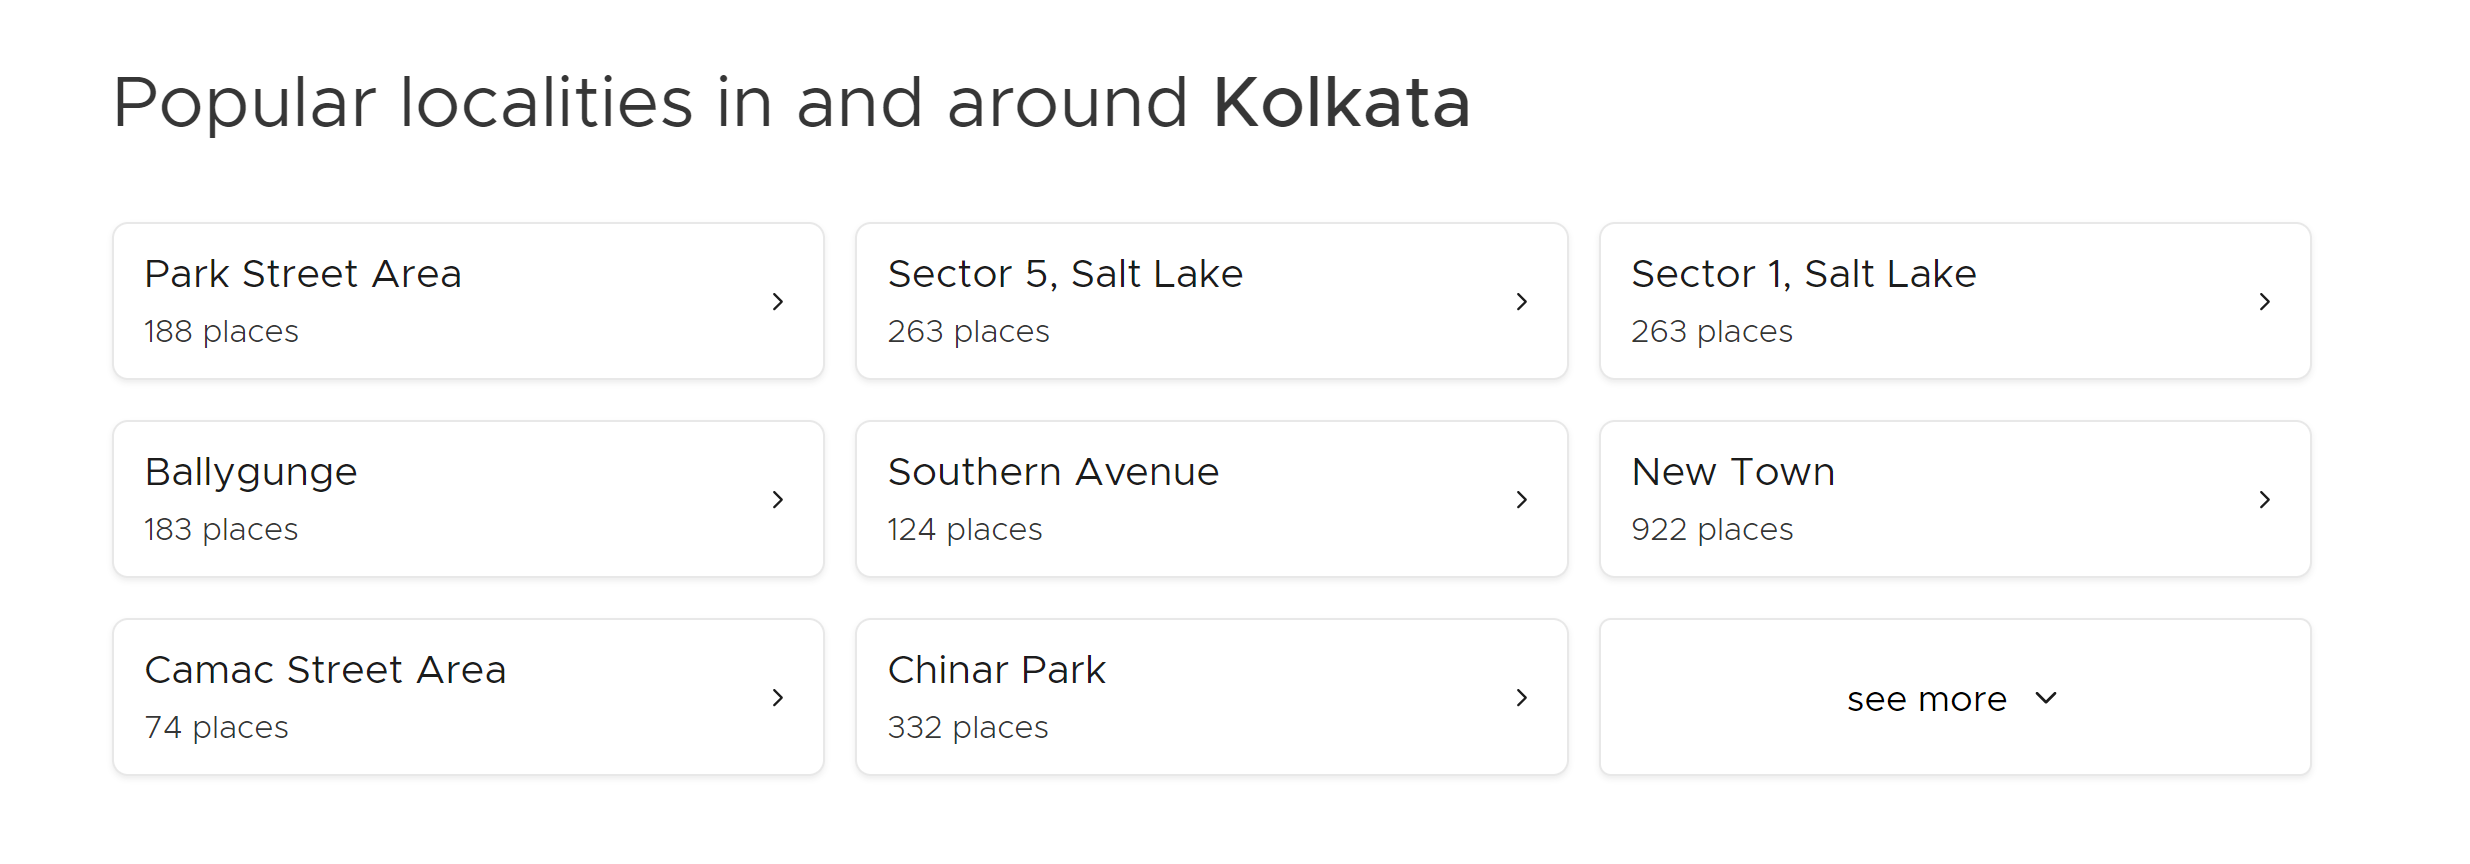 Popular localities in and around Kolkata
Park Street Area
188 places
Sector 5, Salt Lake
263 places
Sector 1, Salt Lake
263 places
Ballygunge
183 places
Southern Avenue
124 places
New Town
922 places
Camac Street Area
74 places
Chinar Park
332 places
see more